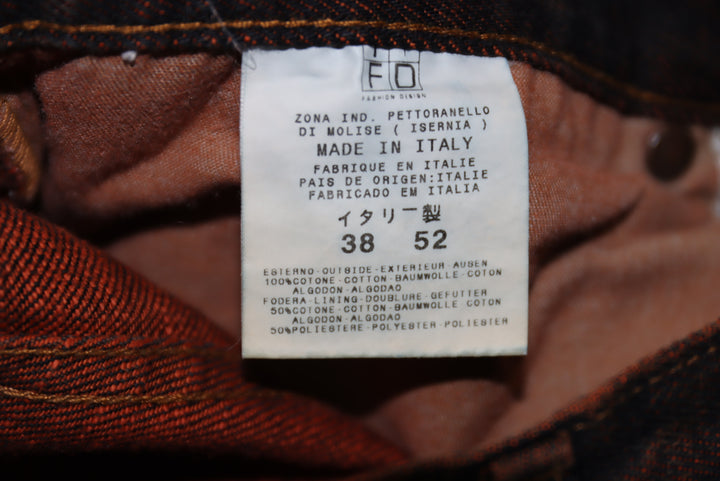 FO
FASHION DESIGN
ZONA IND. PETTORANELLO
DI MOLISE ( ISERNIA )
MADE IN ITALY
FABRIQUE EN ITALIE
PAIS DE ORIGEN:ITALIE
FABRICADO EM ITALIA
イタリー製
38 52
ESTERNO-OUTSIDE-EXTERIEUR-AUSEN
100%COTONE-COTTON-BAUMWOLLE-COTON
ALGODON-ALGODAO
FODERA-LINING-DOUBLURE-GEFUTTER
50%COTONE-COTTON-BAUMWOLLE-COTON
ALGODON-ALGODAO
50%POLIESTERE-POLYESTER-POLIESTER